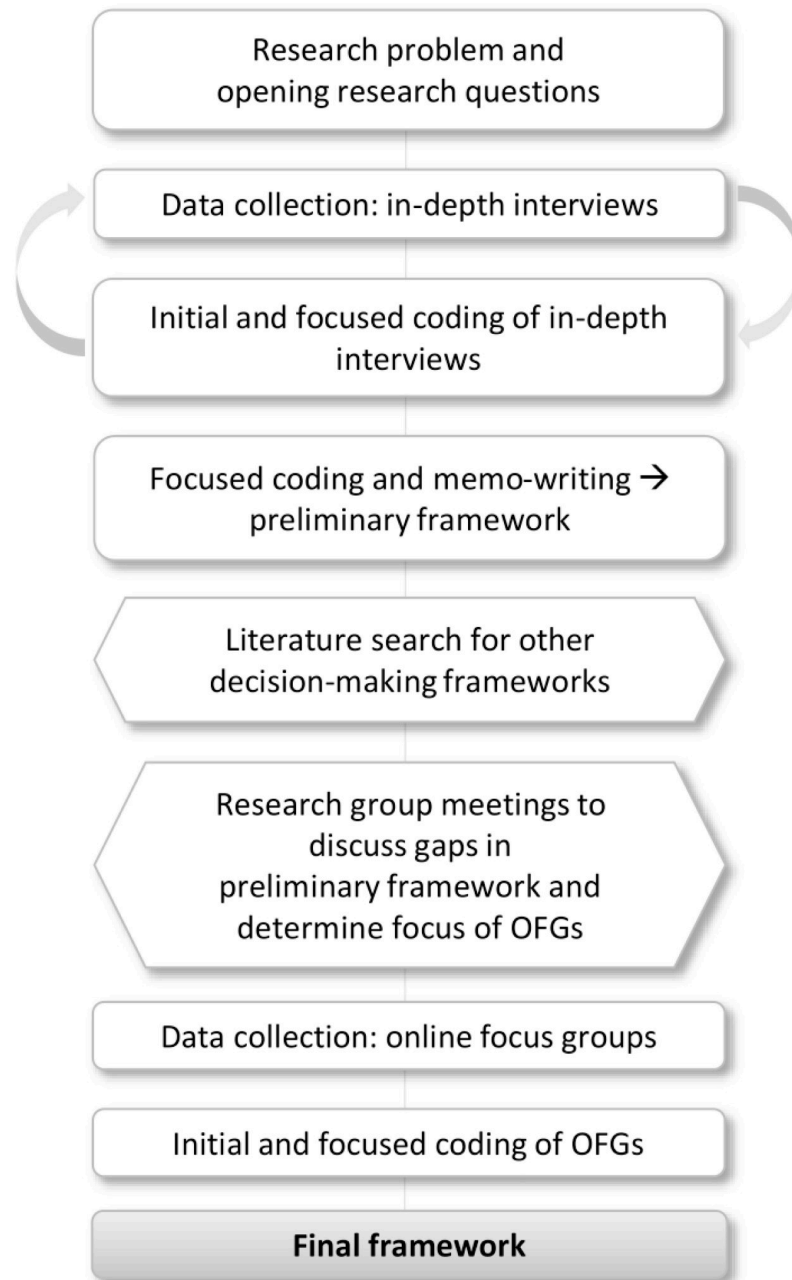 Research problem and
opening research questions
Data collection: in-depth interviews
Initial and focused coding of in-depth
interviews
Focused coding and memo-writing →
preliminary framework
Literature search for other
decision-making frameworks
Research group meetings to
discuss gaps in
preliminary framework and
determine focus of OFGs
Data collection: online focus groups
Initial and focused coding of OFGs
Final framework